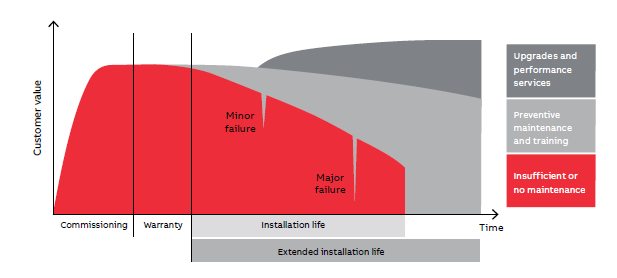 Customer value
Minor
failure
Major
failure
Commissioning
Warranty
Installation life
Time
Extended installation life
Upgrades and
performance
services
Preventive
maintenance
and training
Insufficient or
no maintenance